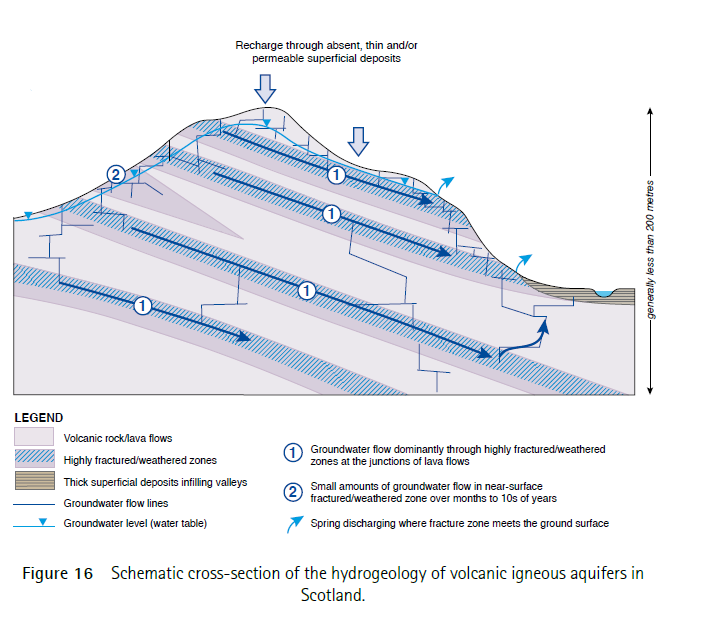 Recharge through absent, thin and/or
permeable superficial deposits
2
1
1
1
1
generally less than 200 metres
LEGEND
Volcanic rock/lava flows
Highly fractured/weathered zones
Thick superficial deposits infilling valleys
Groundwater flow lines
Groundwater level (water table)
1 Groundwater flow dominantly through highly fractured/weathered
zones at the junctions of lava flows
2 Small amounts of groundwater flow in near-surface
fractured/weathered zone over months to 10s of years
Spring discharging where fracture zone meets the ground surface
Figure 16 Schematic cross-section of the hydrogeology of volcanic igneous aquifers in
Scotland.